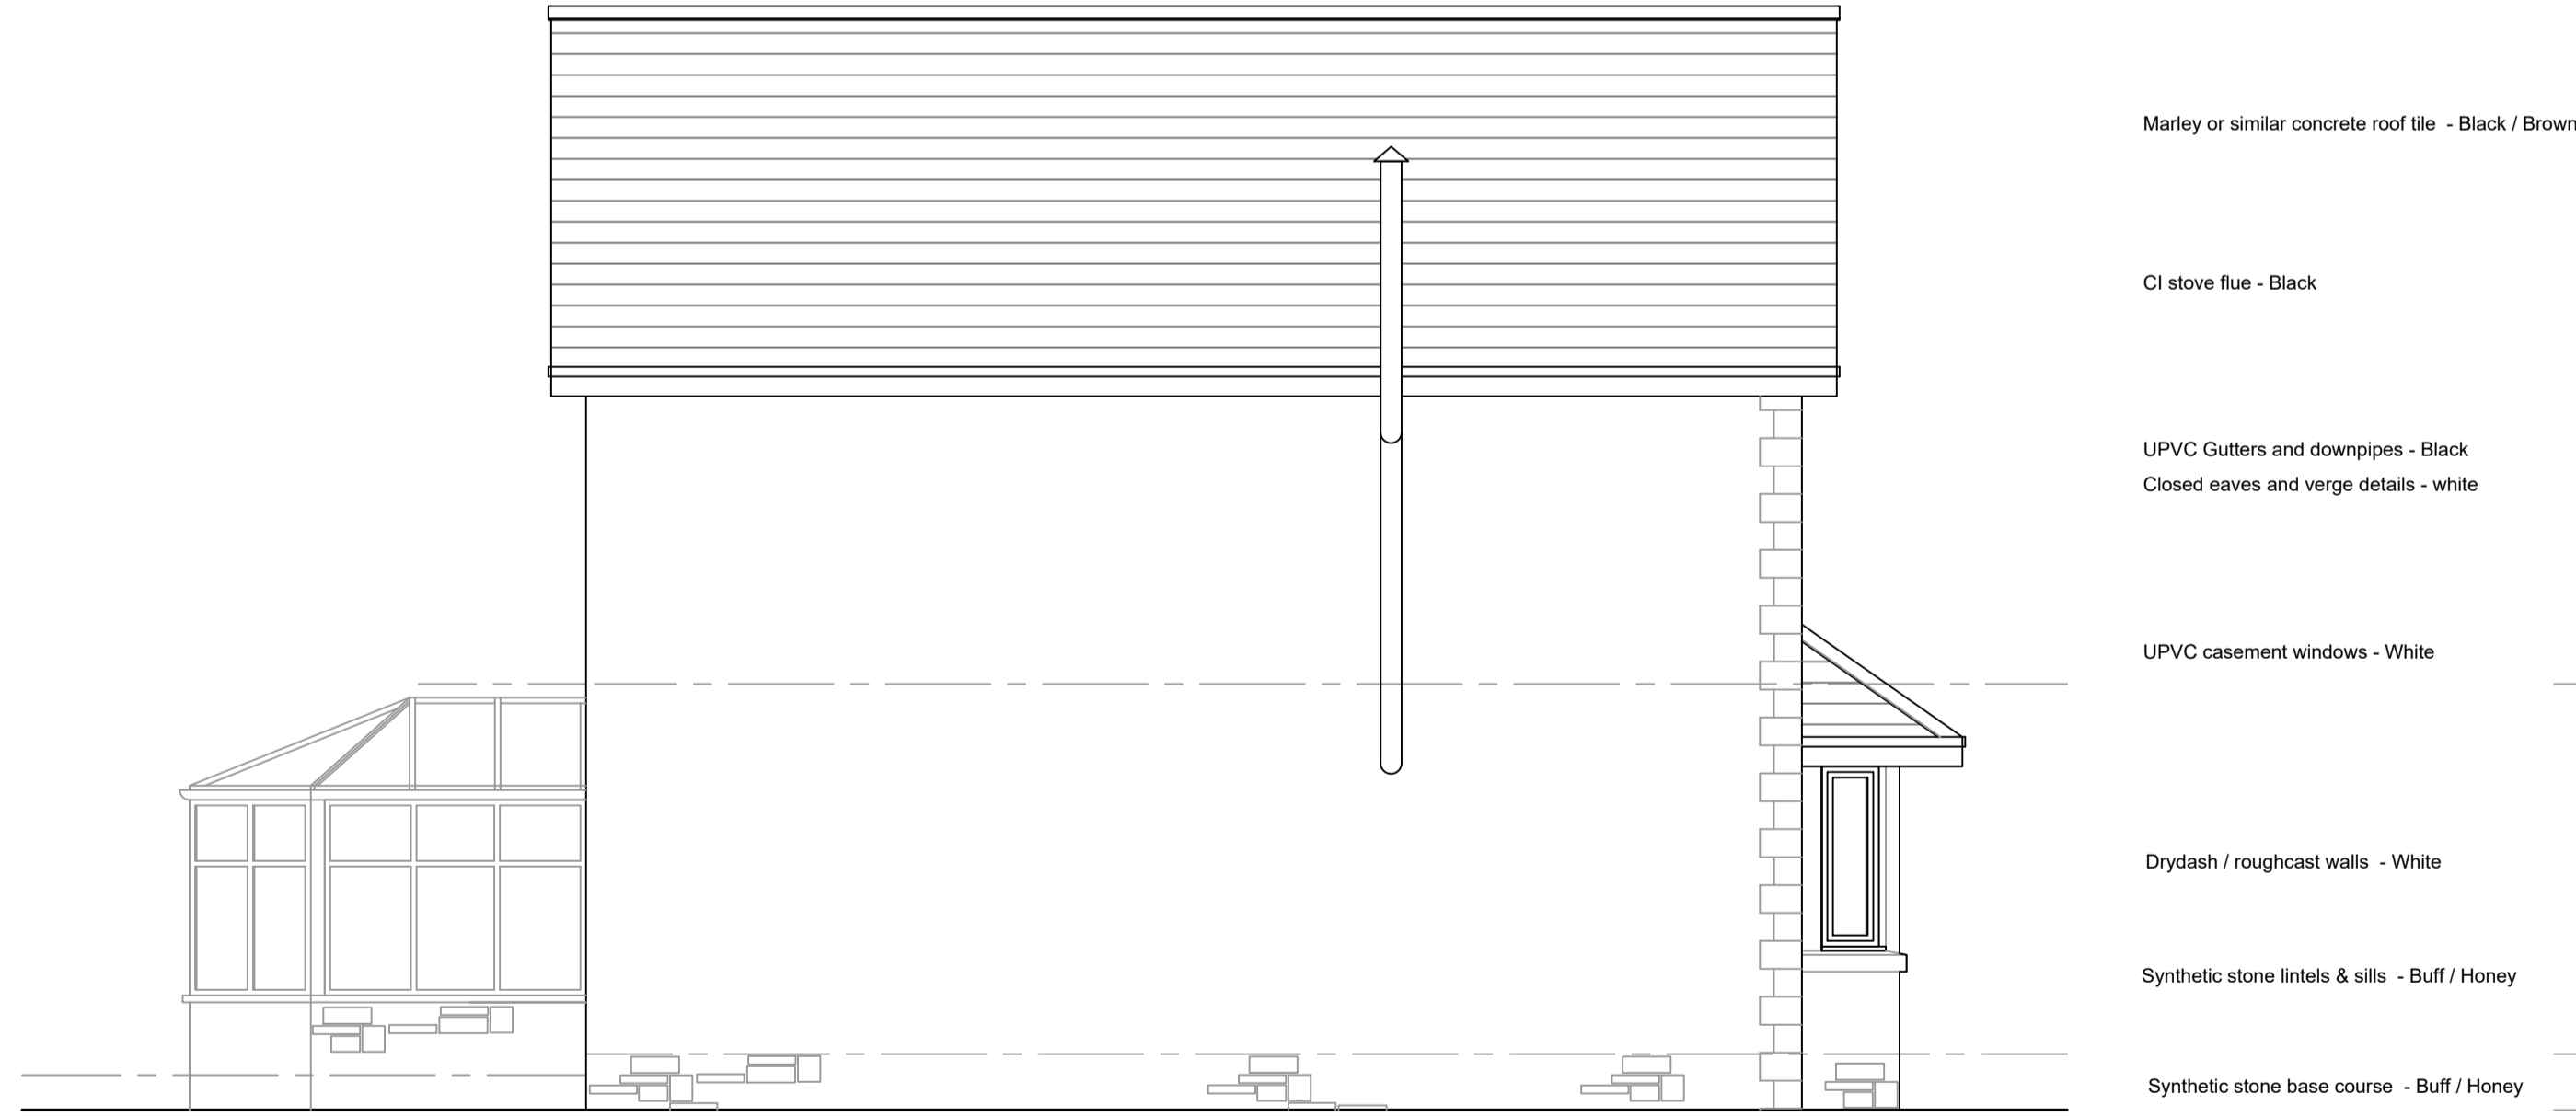 Marley or similar concrete roof tile - Black / Brown
CI stove flue - Black
UPVC Gutters and downpipes - Black
Closed eaves and verge details - white
UPVC casement windows - White
Drydash / roughcast walls - White
Synthetic stone lintels & sills - Buff / Honey
Synthetic stone base course - Buff / Honey